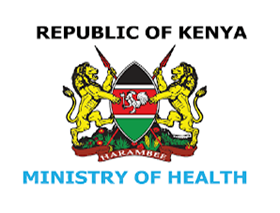 REPUBLIC OF KENYA
HARAMBEE
MINISTRY OF HEALTH